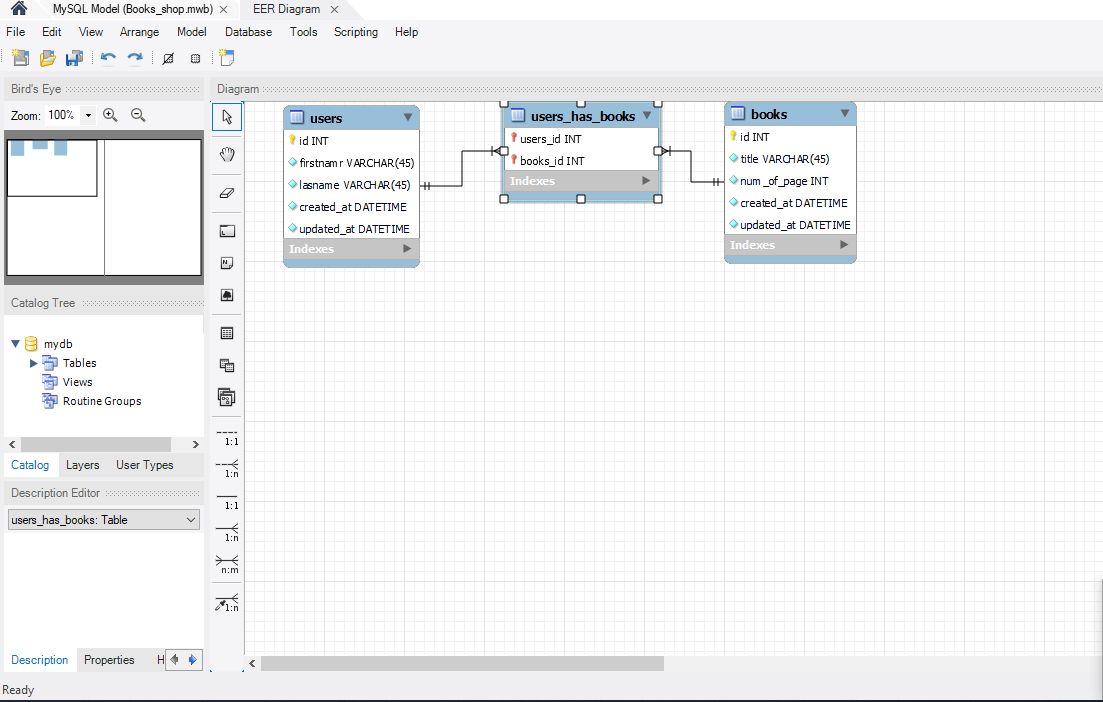 MySQL Model (Books_shop.mwb) ×
EER Diagram ×
File Edit View Arrange Model Database Tools Scripting Help
Bird's Eye
Zoom: 100%
Diagram
users
id INT
firstnamr VARCHAR(45)
lasname VARCHAR(45)
created_at DATETIME
updated_at DATETIME
Indexes
users_has_books
users_id INT
books_id INT
Indexes
books
id INT
title VARCHAR(45)
num _of_page INT
created_at DATETIME
updated_at DATETIME
Indexes
Catalog Tree
mydb
Tables
Views
Routine Groups
Catalog Layers User Types
Description Editor
users_has_books: Table
1:1
1:n
1:1
1:n
n:m
1:n
Description Properties H
Ready